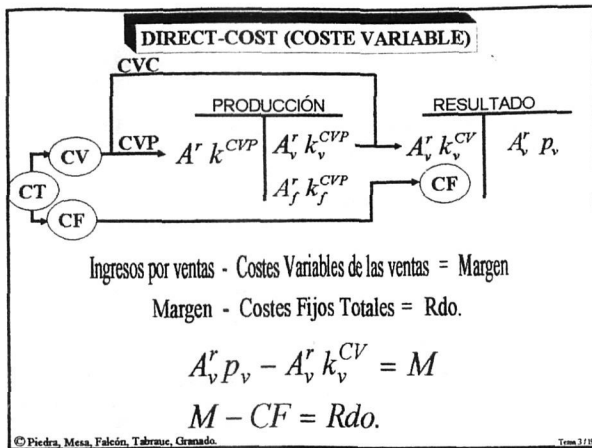 DIRECT-COST (COSTE VARIABLE)
CVC
PRODUCCIÓN RESULTADO
CV CVP A^r k^{CVP} A_v^r k_v^{CVP} A_v^r k_v^{CV} A_v^r p_v
CT A_f^r k_f^{CVP} CF
CF
Ingresos por ventas - Costes Variables de las ventas = Margen
Margen - Costes Fijos Totales = Rdo.
A_v^r p_v - A_v^r k_v^{CV} = M
M - CF = Rdo.
© Piedra, Mesa, Falcón, Tabraue, Granado. Tema 3 /